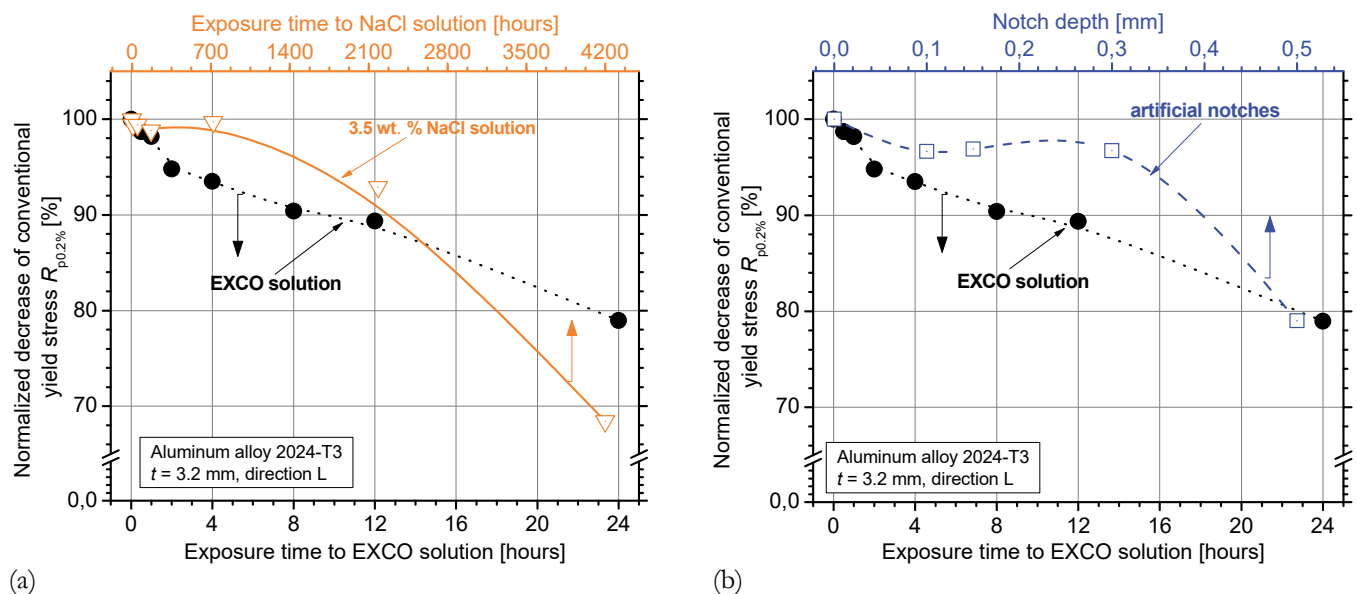 Exposure time to NaCl solution [hours]
0 700 1400 2100 2800 3500 4200
Normalized decrease of conventional
yield stress Rp0.2% [%]
100
90
80
70
0,0
3.5 wt. % NaCl solution
EXCO solution
Aluminum alloy 2024-T3
t = 3.2 mm, direction L
0 4 8 12 16 20 24
Exposure time to EXCO solution [hours]
(a)
Notch depth [mm]
0,0 0,1 0,2 0,3 0,4 0,5
Normalized decrease of conventional
yield stress Rp0.2% [%]
100
90
80
70
0,0
artificial notches
EXCO solution
Aluminum alloy 2024-T3
t = 3.2 mm, direction L
0 4 8 12 16 20 24
Exposure time to EXCO solution [hours]
(b)